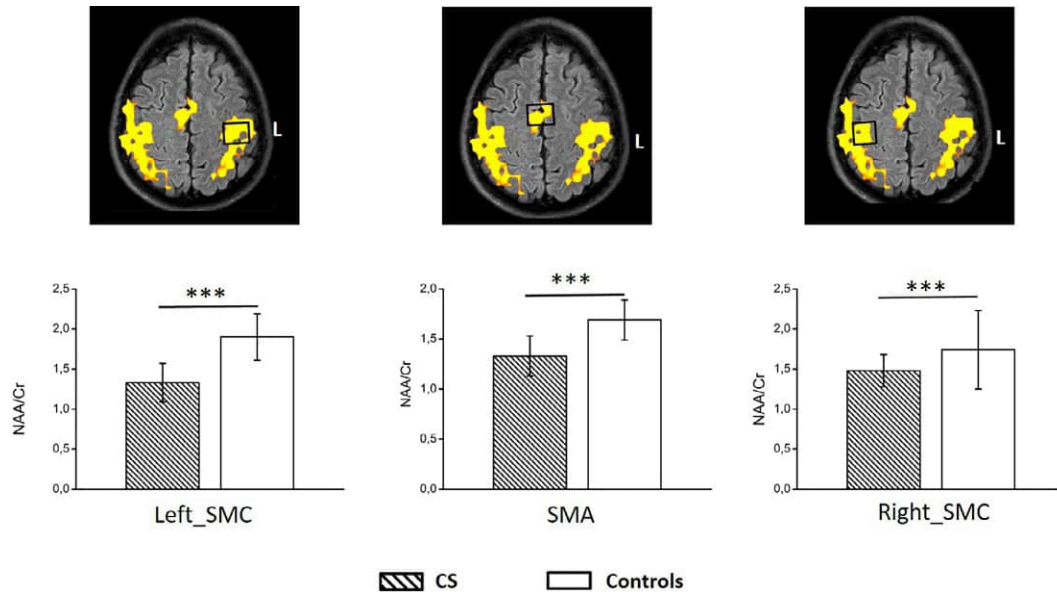 L
L
L
***
2,5
2,0
1,5
1,0
0,5
0,0
NAA/Cr
Left_SMC
***
2,0
1,5
1,0
0,5
0,0
NAA/Cr
SMA
***
2,5
2,0
1,5
1,0
0,5
0,0
NAA/Cr
Right_SMC
CS
Controls